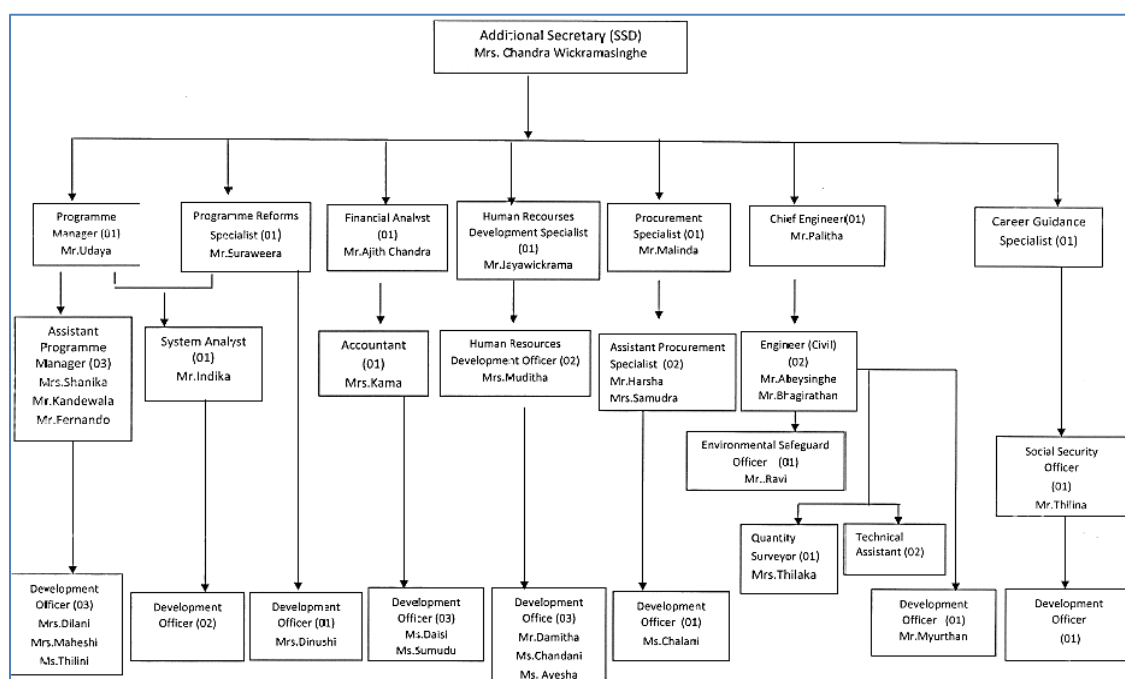 Additional Secretary (SSD)
Mrs. Chandra Wickramasinghe
Programme
Manager (01)
Mr.Udaya
Programme Reforms
Specialist (01)
Mr.Suraweera
Financial Analyst
(01)
Mr.Ajith Chandra
Human Recourses
Development Specialist
(01)
Mr.Jayawickrama
Procurement
Specialist (01)
Mr.Malinda
Chief Engineer(01)
Mr.Palitha
Career Guidance
Specialist (01)
Assistant
Programme
Manager (03)
Mrs.Shanika
Mr.Kandewala
Mr.Fernando
System Analyst
(01)
Mr.Indika
Accountant
(01)
Mrs.Kama
Human Resources
Development Officer (02)
Mrs.Muditha
Assistant Procurement
Specialist (02)
Mr.Harsha
Mrs.Samudra
Engineer (Civil)
(02)
Mr.Abeysinghe
Mr.Bhagirathan
Environmental Safeguard
Officer (01)
Mr..Ravi
Social Security
Officer
(01)
Mr.Thilina
Quantity
Surveyor (01)
Mrs.Thilaka
Technical
Assistant (02)
Development
Officer (03)
Mrs.Dilani
Mrs.Maheshi
Ms.Thilini
Development
Officer (02)
Development
Officer (01)
Mrs.Dinushi
Development
Officer (03)
Ms.Daisi
Ms.Sumudu
Development
Office (03)
Mr.Damitha
Ms.Chandani
Ms. Ayesha
Development
Officer (01)
Ms.Chalani
Development
Officer (01)
Mr.Myurthan
Development
Officer
(01)